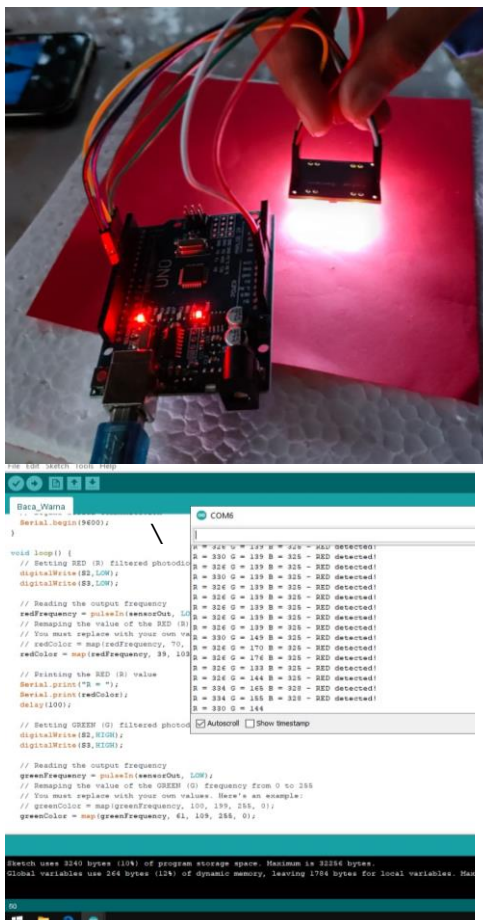 UNO
File Edit Sketch Tools Help
Baca_Warna
Serial.begin(9600);
\
}
void loop() {
// Setting RED (R) filtered photodio
digitalWrite(S2,LOW);
digitalWrite(S3,LOW);
// Reading the output frequency
redFrequency = pulseIn(sensorOut, LO
// Remaping the value of the RED (R)
// You must replace with your own va
// redColor = map(redFrequency, 70,
redColor = map(redFrequency, 39, 103
// Printing the RED (R) value
Serial.print("R = ");
Serial.print(redColor);
delay(100);
// Setting GREEN (G) filtered photod
digitalWrite(S2,HIGH);
digitalWrite(S3,HIGH);
// Reading the output frequency
greenFrequency = pulseIn(sensorOut, LOW);
// Remaping the value of the GREEN (G) frequency from 0 to 255
// You must replace with your own values. Here's an example:
// greenColor = map(greenFrequency, 100, 199, 255, 0);
greenColor = map(greenFrequency, 61, 109, 255, 0);
COM6
R = 326 G = 139 B = 325 - RED detected!
R = 330 G = 139 B = 325 - RED detected!
R = 326 G = 139 B = 325 - RED detected!
R = 330 G = 139 B = 325 - RED detected!
R = 326 G = 139 B = 325 - RED detected!
R = 326 G = 139 B = 325 - RED detected!
R = 326 G = 139 B = 325 - RED detected!
R = 326 G = 139 B = 325 - RED detected!
R = 330 G = 149 B = 325 - RED detected!
R = 326 G = 170 B = 325 - RED detected!
R = 326 G = 176 B = 325 - RED detected!
R = 326 G = 133 B = 325 - RED detected!
R = 326 G = 144 B = 325 - RED detected!
R = 334 G = 165 B = 328 - RED detected!
R = 334 G = 155 B = 328 - RED detected!
R = 330 G = 144
Autoscroll Show timestamp
Sketch uses 3240 bytes (10%) of program storage space. Maximum is 32256 bytes.
Global variables use 264 bytes (12%) of dynamic memory, leaving 1784 bytes for local variables. Max